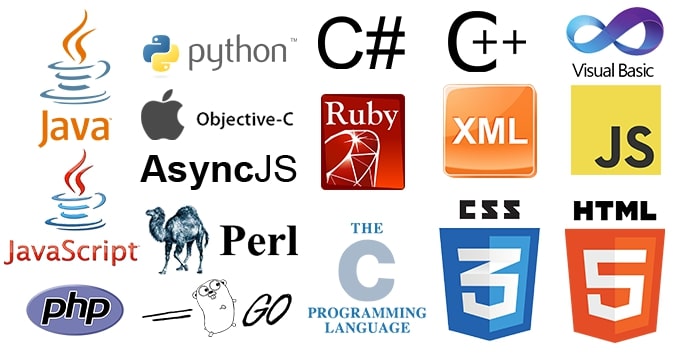 Java
python™
C#
C++
Visual Basic
Objective-C
Ruby
XML
JS
AsyncJS
JavaScript
Perl
THE
C
PROGRAMMING
LANGUAGE
CSS
3
HTML
5
php
GO